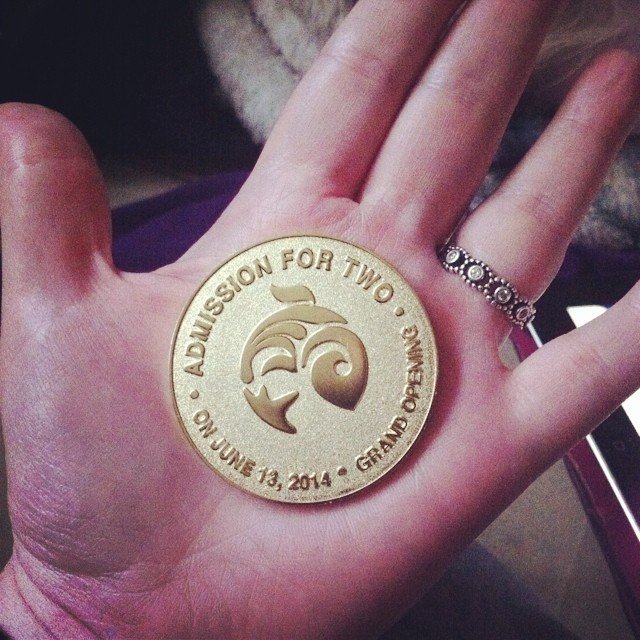 • ADMISSION FOR TWO •
ON JUNE 13, 2014 • GRAND OPENING